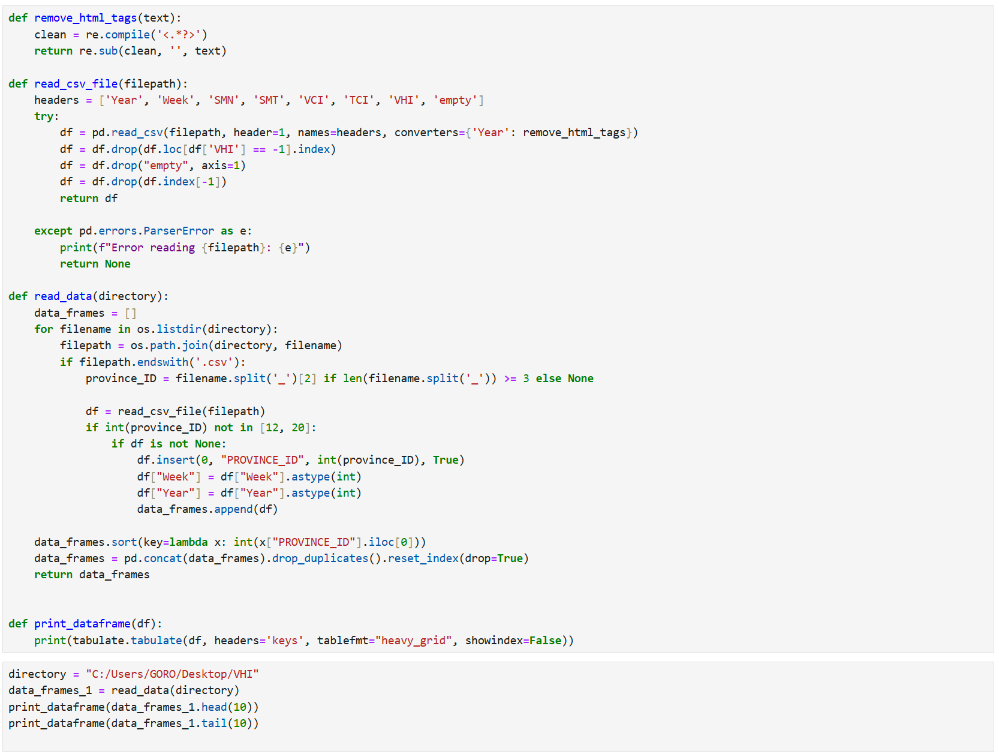 def remove_html_tags(text):
    clean = re.compile('<.*?>')
    return re.sub(clean, '', text)

def read_csv_file(filepath):
    headers = ['Year', 'Week', 'SMN', 'SMT', 'VCI', 'TCI', 'VHI', 'empty']
    try:
        df = pd.read_csv(filepath, header=1, names=headers, converters={'Year': remove_html_tags})
        df = df.drop(df.loc[df['VHI'] == -1].index)
        df = df.drop("empty", axis=1)
        df = df.drop(df.index[-1])
        return df

    except pd.errors.ParserError as e:
        print(f"Error reading {filepath}: {e}")
        return None

def read_data(directory):
    data_frames = []
    for filename in os.listdir(directory):
        filepath = os.path.join(directory, filename)
        if filepath.endswith('.csv'):
            province_ID = filename.split('_')[2] if len(filename.split('_')) >= 3 else None

            df = read_csv_file(filepath)
            if int(province_ID) not in [12, 20]:
                if df is not None:
                    df.insert(0, "PROVINCE_ID", int(province_ID), True)
                    df["Week"] = df["Week"].astype(int)
                    df["Year"] = df["Year"].astype(int)
                    data_frames.append(df)

    data_frames.sort(key=lambda x: int(x["PROVINCE_ID"].iloc[0]))
    data_frames = pd.concat(data_frames).drop_duplicates().reset_index(drop=True)
    return data_frames


def print_dataframe(df):
    print(tabulate.tabulate(df, headers='keys', tablefmt="heavy_grid", showindex=False))

directory = "C:/Users/GORO/Desktop/VHI"
data_frames_1 = read_data(directory)
print_dataframe(data_frames_1.head(10))
print_dataframe(data_frames_1.tail(10))